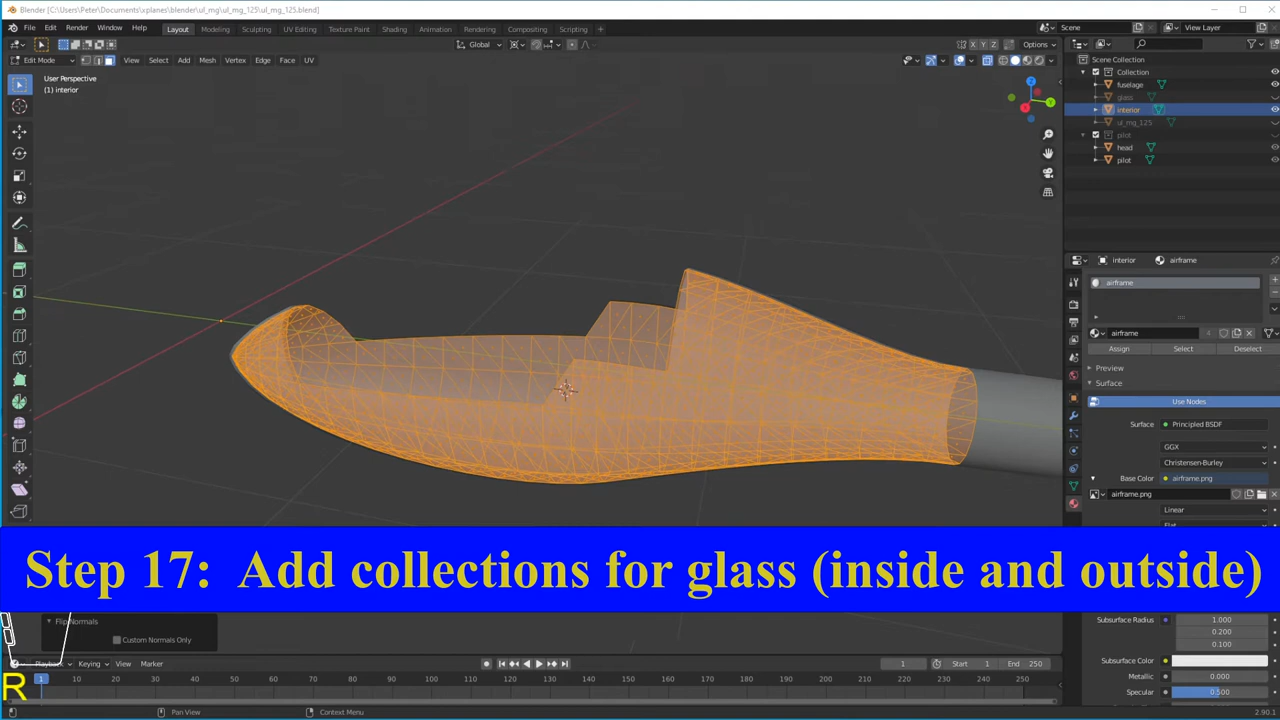 Blender [C:\Users\Peter\Documents\xplanes\blender\ul_mg\ul_mg_125\ul_mg_125.blend]
File Edit Render Window Help Layout Modeling Sculpting UV Editing Texture Paint Shading Animation Rendering Compositing Scripting + Scene View Layer
Global X Y Z Options
Edit Mode View Select Add Mesh Vertex Edge Face UV
User Perspective
(1) interior
Scene Collection
Collection
fuselage
glass
interior
ul_mg_125
pilot
head
pilot
interior airframe
airframe
airframe 4
Assign Select Deselect
Preview
Surface
Use Nodes
Surface: Principled BSDF
GGX
Christensen-Burley
Base Color airframe.png
airframe.png
Linear
Flat
Step 17: Add collections for glass (inside and outside)
Flip Normals
Custom Normals Only
Subsurface Radius 1.000
0.200
0.100
Subsurface Color
Metallic 0.000
Specular 0.500
Playback Keying View Marker 1 Start 1 End 250
R
1 10 20 30 40 50 60 70 80 90 100 110 120 130 140 150 160 170 180 190 200 210 220 230 240 250
Select Pan View Context Menu 2.90.1